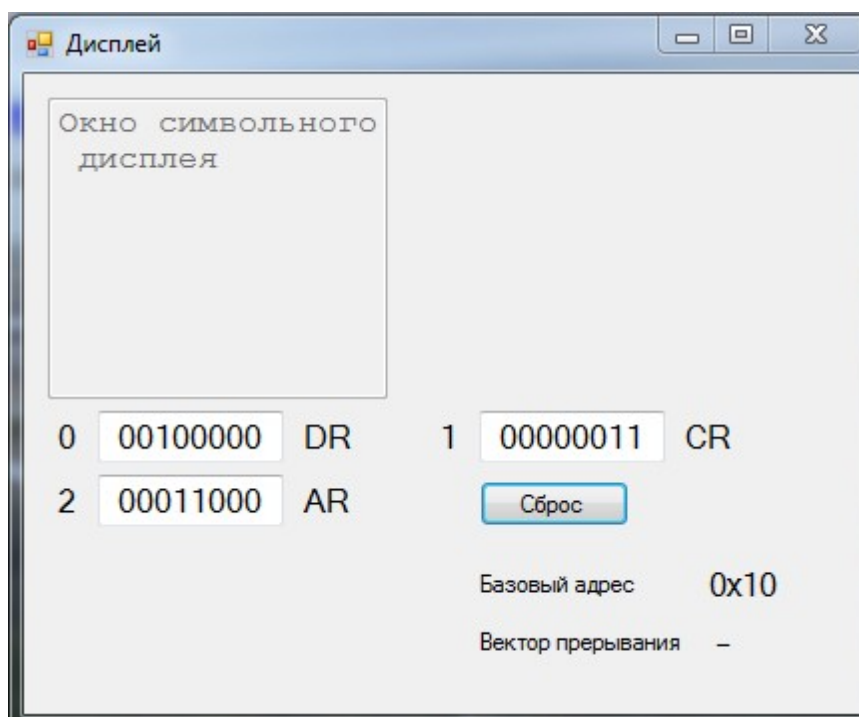 Дисплей
Окно символьного
дисплея
0 00100000 DR 1 00000011 CR
2 00011000 AR Сброс
Базовый адрес 0x10
Вектор прерывания –